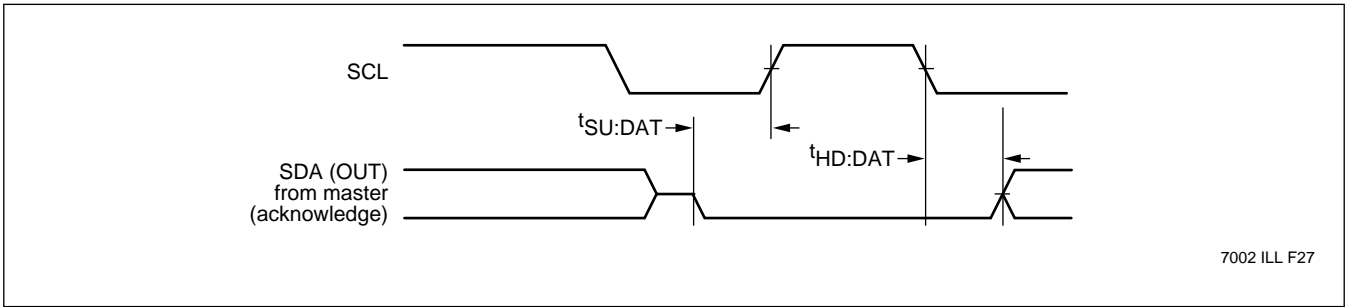 SCL
tSU:DAT
tHD:DAT
SDA (OUT)
from master
(acknowledge)
7002 ILL F27